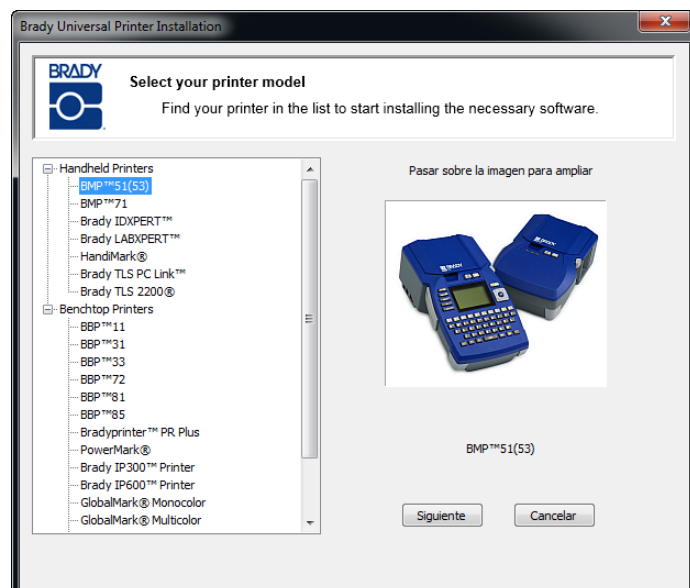 Brady Universal Printer Installation
BRADY
Select your printer model
Find your printer in the list to start installing the necessary software.
Handheld Printers
BMP™51(53)
BMP™71
Brady IDXPERT™
Brady LABXPERT™
HandiMark®
Brady TLS PC Link™
Brady TLS 2200®
Benchtop Printers
BBP™11
BBP™31
BBP™33
BBP™72
BBP™81
BBP™85
Bradyprinter™ PR Plus
PowerMark®
Brady IP300™ Printer
Brady IP600™ Printer
GlobalMark® Monocolor
GlobalMark® Multicolor
Pasar sobre la imagen para ampliar
BMP™51(53)
Siguiente
Cancelar